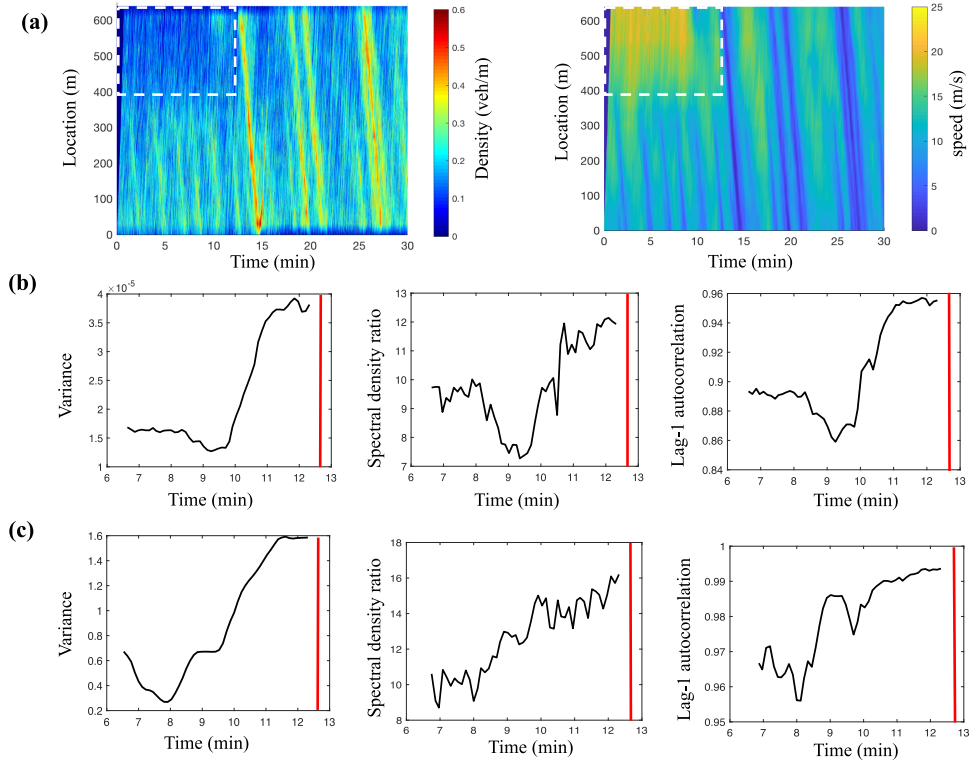 (a)
Location (m)
600
500
400
300
200
100
0
0 5 10 15 20 25 30
Time (min)
0.6
0.5
0.4
0.3
0.2
0.1
0
Density (veh/m)
Location (m)
600
500
400
300
200
100
0
0 5 10 15 20 25 30
Time (min)
25
20
15
10
5
0
speed (m/s)
(b)
Variance
4 ×10⁻⁵
3.5
3
2.5
2
1.5
1
6 7 8 9 10 11 12 13
Time (min)
Spectral density ratio
13
12
11
10
9
8
7
6 7 8 9 10 11 12 13
Time (min)
Lag-1 autocorrelation
0.96
0.94
0.92
0.9
0.88
0.86
0.84
6 7 8 9 10 11 12 13
Time (min)
(c)
Variance
1.6
1.4
1.2
1
0.8
0.6
0.4
0.2
6 7 8 9 10 11 12 13
Time (min)
Spectral density ratio
18
16
14
12
10
8
6 7 8 9 10 11 12 13
Time (min)
Lag-1 autocorrelation
1
0.99
0.98
0.97
0.96
0.95
6 7 8 9 10 11 12 13
Time (min)